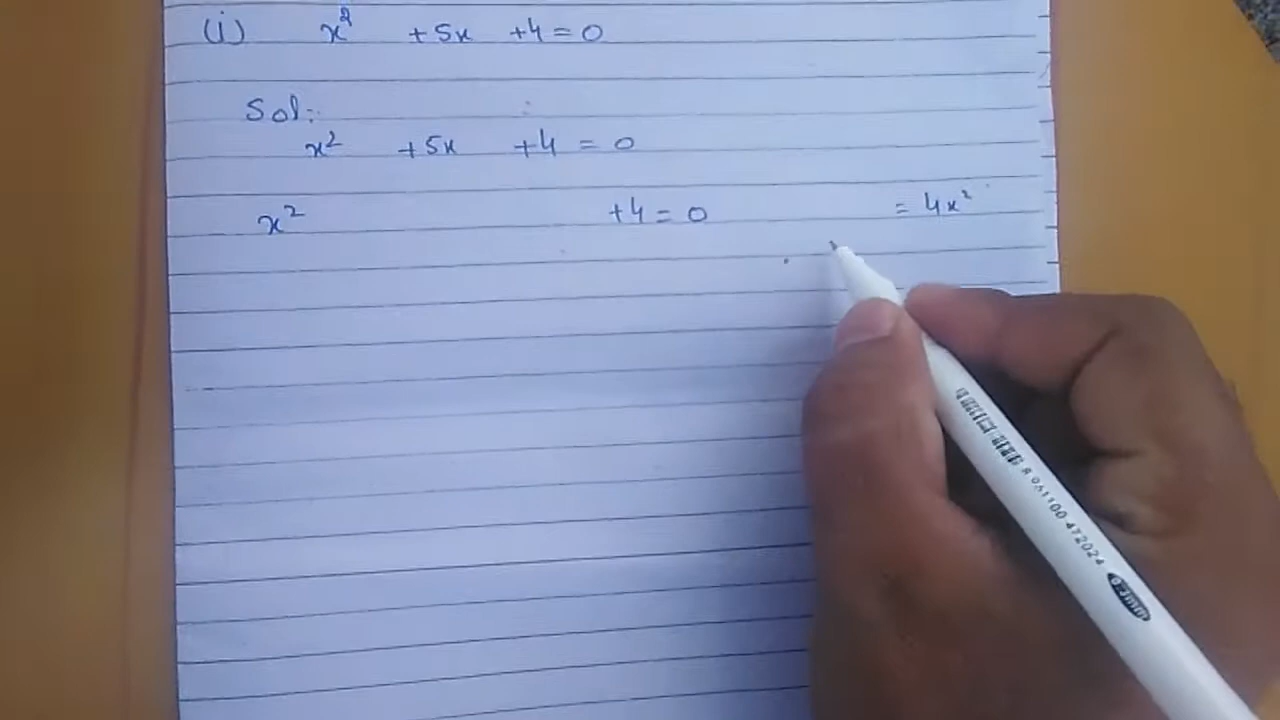 (i) x² +5x +4 = 0
Sol:
x² +5x +4 = 0
x² +4 = 0 = 4x²